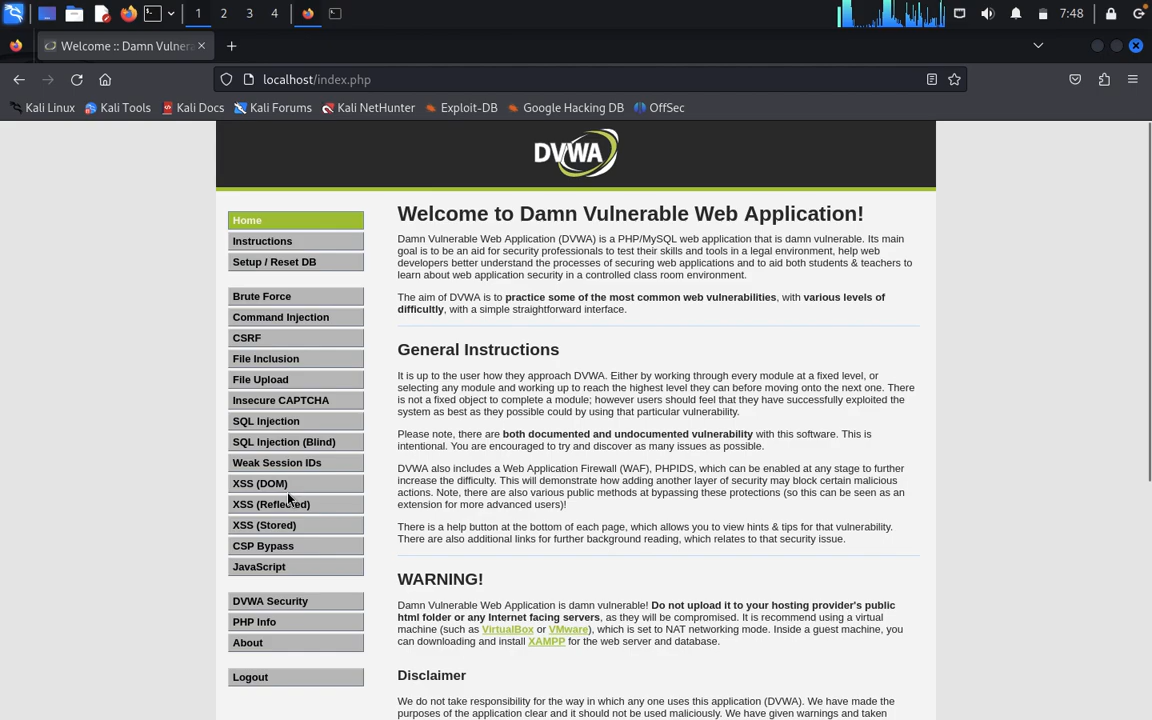 1
2
3
4
7:48
Welcome :: Damn Vulnera
localhost/index.php
Kali Linux
Kali Tools
Kali Docs
Kali Forums
Kali NetHunter
Exploit-DB
Google Hacking DB
OffSec
DVWA
Home
Instructions
Setup / Reset DB
Brute Force
Command Injection
CSRF
File Inclusion
File Upload
Insecure CAPTCHA
SQL Injection
SQL Injection (Blind)
Weak Session IDs
XSS (DOM)
XSS (Reflected)
XSS (Stored)
CSP Bypass
JavaScript
DVWA Security
PHP Info
About
Logout
Welcome to Damn Vulnerable Web Application!
Damn Vulnerable Web Application (DVWA) is a PHP/MySQL web application that is damn vulnerable. Its main
goal is to be an aid for security professionals to test their skills and tools in a legal environment, help web
developers better understand the processes of securing web applications and to aid both students & teachers to
learn about web application security in a controlled class room environment.
The aim of DVWA is to practice some of the most common web vulnerabilities, with various levels of
difficultly, with a simple straightforward interface.
General Instructions
It is up to the user how they approach DVWA. Either by working through every module at a fixed level, or
selecting any module and working up to reach the highest level they can before moving onto the next one. There
is not a fixed object to complete a module; however users should feel that they have successfully exploited the
system as best as they possible could by using that particular vulnerability.
Please note, there are both documented and undocumented vulnerability with this software. This is
intentional. You are encouraged to try and discover as many issues as possible.
DVWA also includes a Web Application Firewall (WAF), PHPIDS, which can be enabled at any stage to further
increase the difficulty. This will demonstrate how adding another layer of security may block certain malicious
actions. Note, there are also various public methods at bypassing these protections (so this can be seen as an
extension for more advanced users)!
There is a help button at the bottom of each page, which allows you to view hints & tips for that vulnerability.
There are also additional links for further background reading, which relates to that security issue.
WARNING!
Damn Vulnerable Web Application is damn vulnerable! Do not upload it to your hosting provider's public
html folder or any Internet facing servers, as they will be compromised. It is recommend using a virtual
machine (such as VirtualBox or VMware), which is set to NAT networking mode. Inside a guest machine, you
can downloading and install XAMPP for the web server and database.
Disclaimer
We do not take responsibility for the way in which any one uses this application (DVWA). We have made the
purposes of the application clear and it should not be used maliciously. We have given warnings and taken